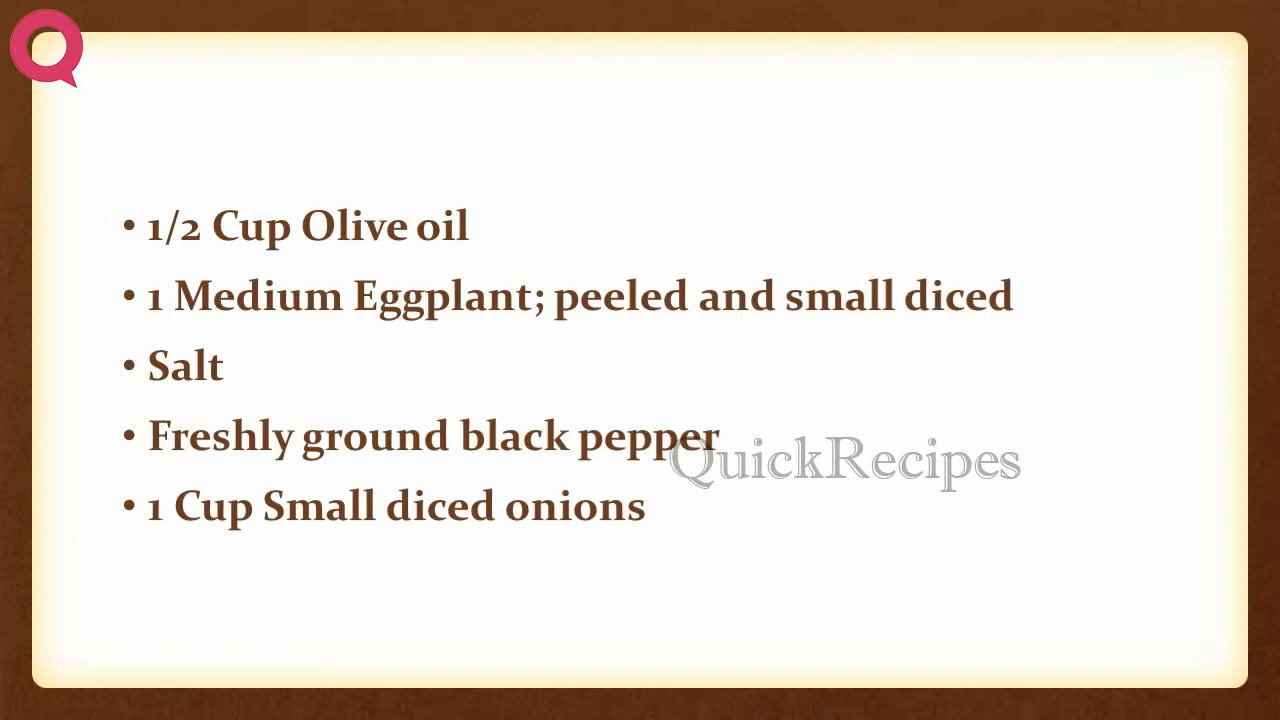 • 1/2 Cup Olive oil
• 1 Medium Eggplant; peeled and small diced
• Salt
• Freshly ground black pepper
QuickRecipes
• 1 Cup Small diced onions